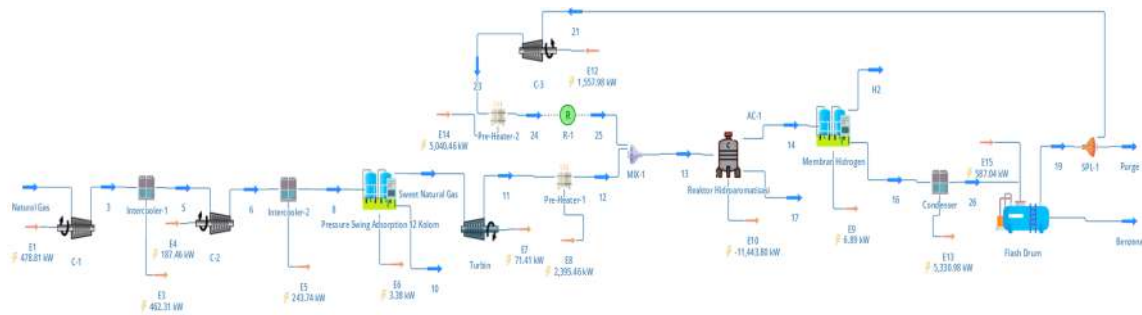 21
C-3
E12
1,557.98 kW
23
E14
5,040.46 kW
Pre-Heater-2
24
R
R-1
25
MIX-1
AC-1
14
H2
Membran Hidrogen
13
Reaktor Hidroaromatisasi
17
E10
-11,443.80 kW
E9
6.89 kW
16
Condenser
E13
5,330.98 kW
26
E15
587.04 kW
Flash Drum
19
SPL-1
Purge
Natural Gas
E1
478.81 kW
C-1
3
Intercooler-1
E3
462.31 kW
5
E4
187.46 kW
C-2
6
Intercooler-2
E5
243.74 kW
8
Sweet Natural Gas
Pressure Swing Adsorption 12 Kolom
E6
3.38 kW
10
Turbin
E7
71.41 kW
11
Pre-Heater-1
E8
2,395.46 kW
12